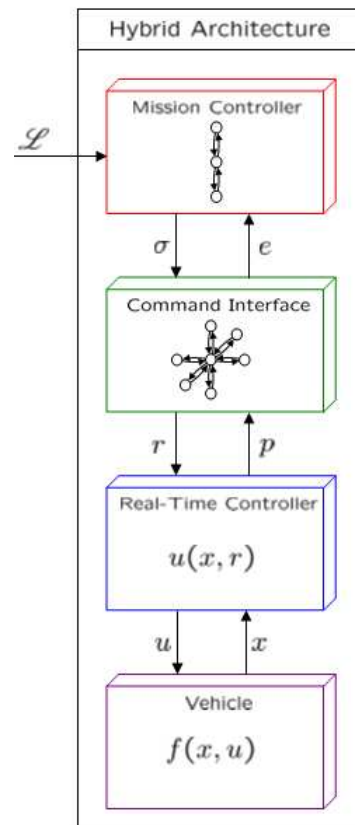 Hybrid Architecture
Mission Controller
ℒ
σ e
Command Interface
r p
Real-Time Controller
u(x, r)
u x
Vehicle
f(x, u)